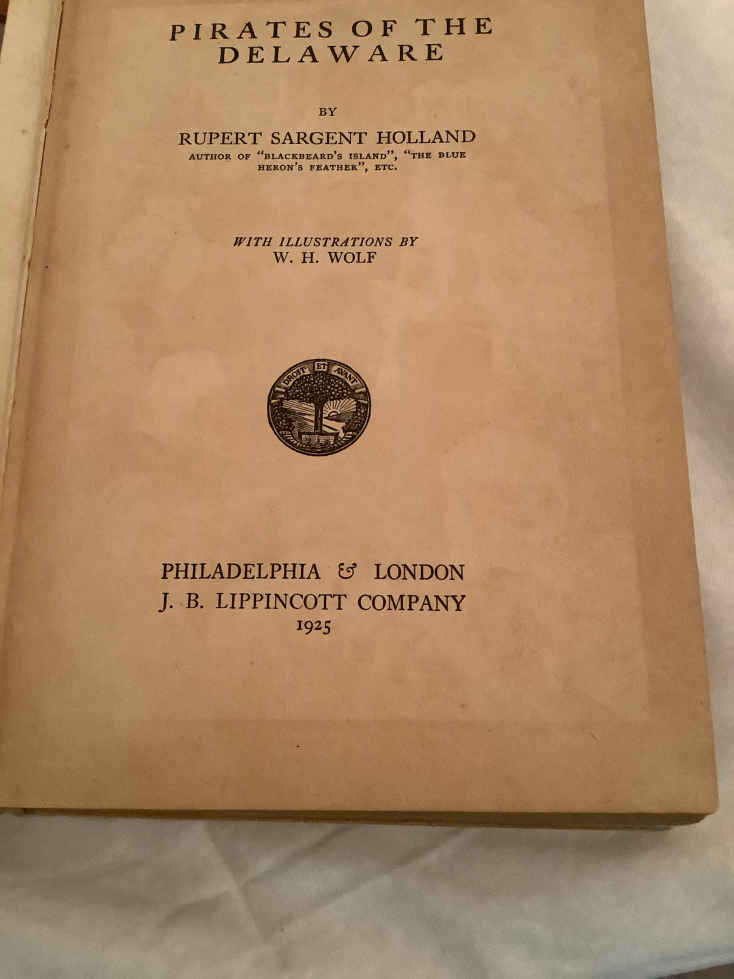 PIRATES OF THE
DELAWARE
BY
RUPERT SARGENT HOLLAND
AUTHOR OF "BLACKBEARD'S ISLAND", "THE BLUE
HERON'S FEATHER", ETC.
WITH ILLUSTRATIONS BY
W. H. WOLF
DROIT ET AVANT
PHILADELPHIA & LONDON
J. B. LIPPINCOTT COMPANY
1925